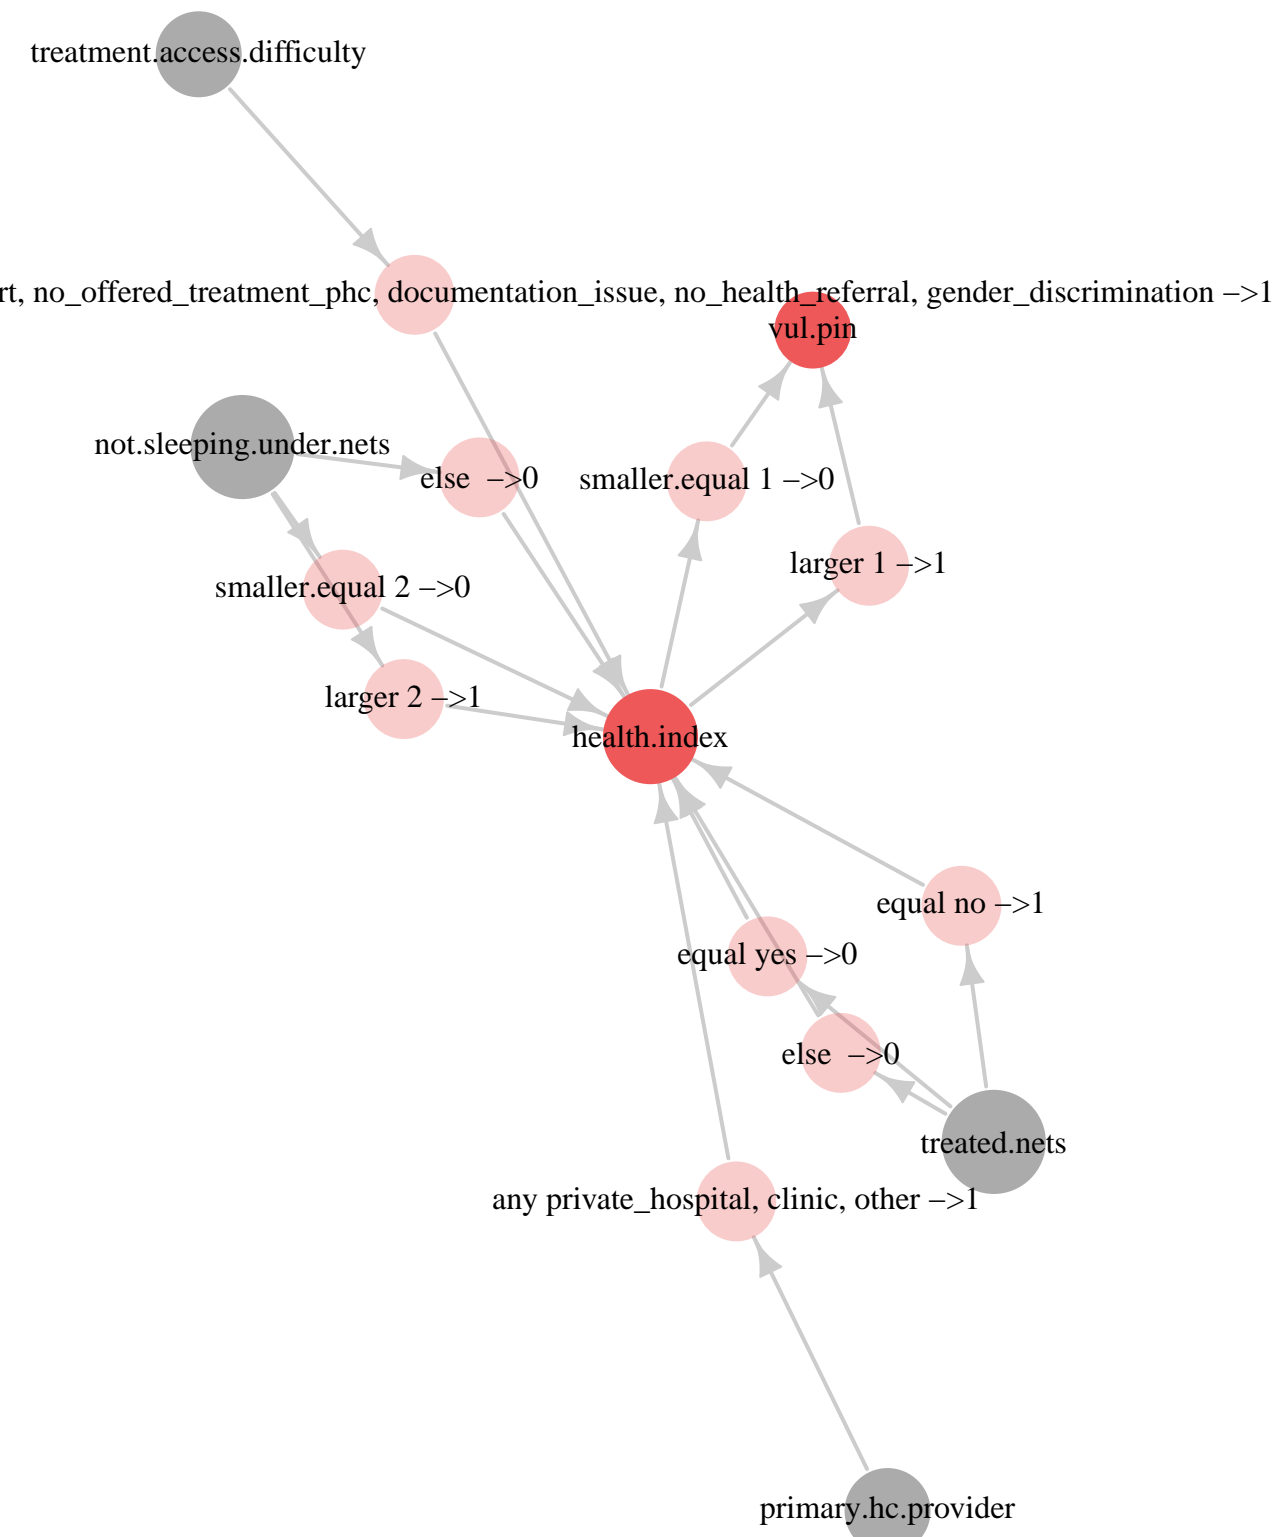 treatment.access.difficulty
rt, no_offered_treatment_phc, documentation_issue, no_health_referral, gender_discrimination –>1
vul.pin
not.sleeping.under.nets
else –>0
smaller.equal 1 –>0
larger 1 –>1
smaller.equal 2 –>0
larger 2 –>1
health.index
equal no –>1
equal yes –>0
else –>0
treated.nets
any private_hospital, clinic, other –>1
primary.hc.provider